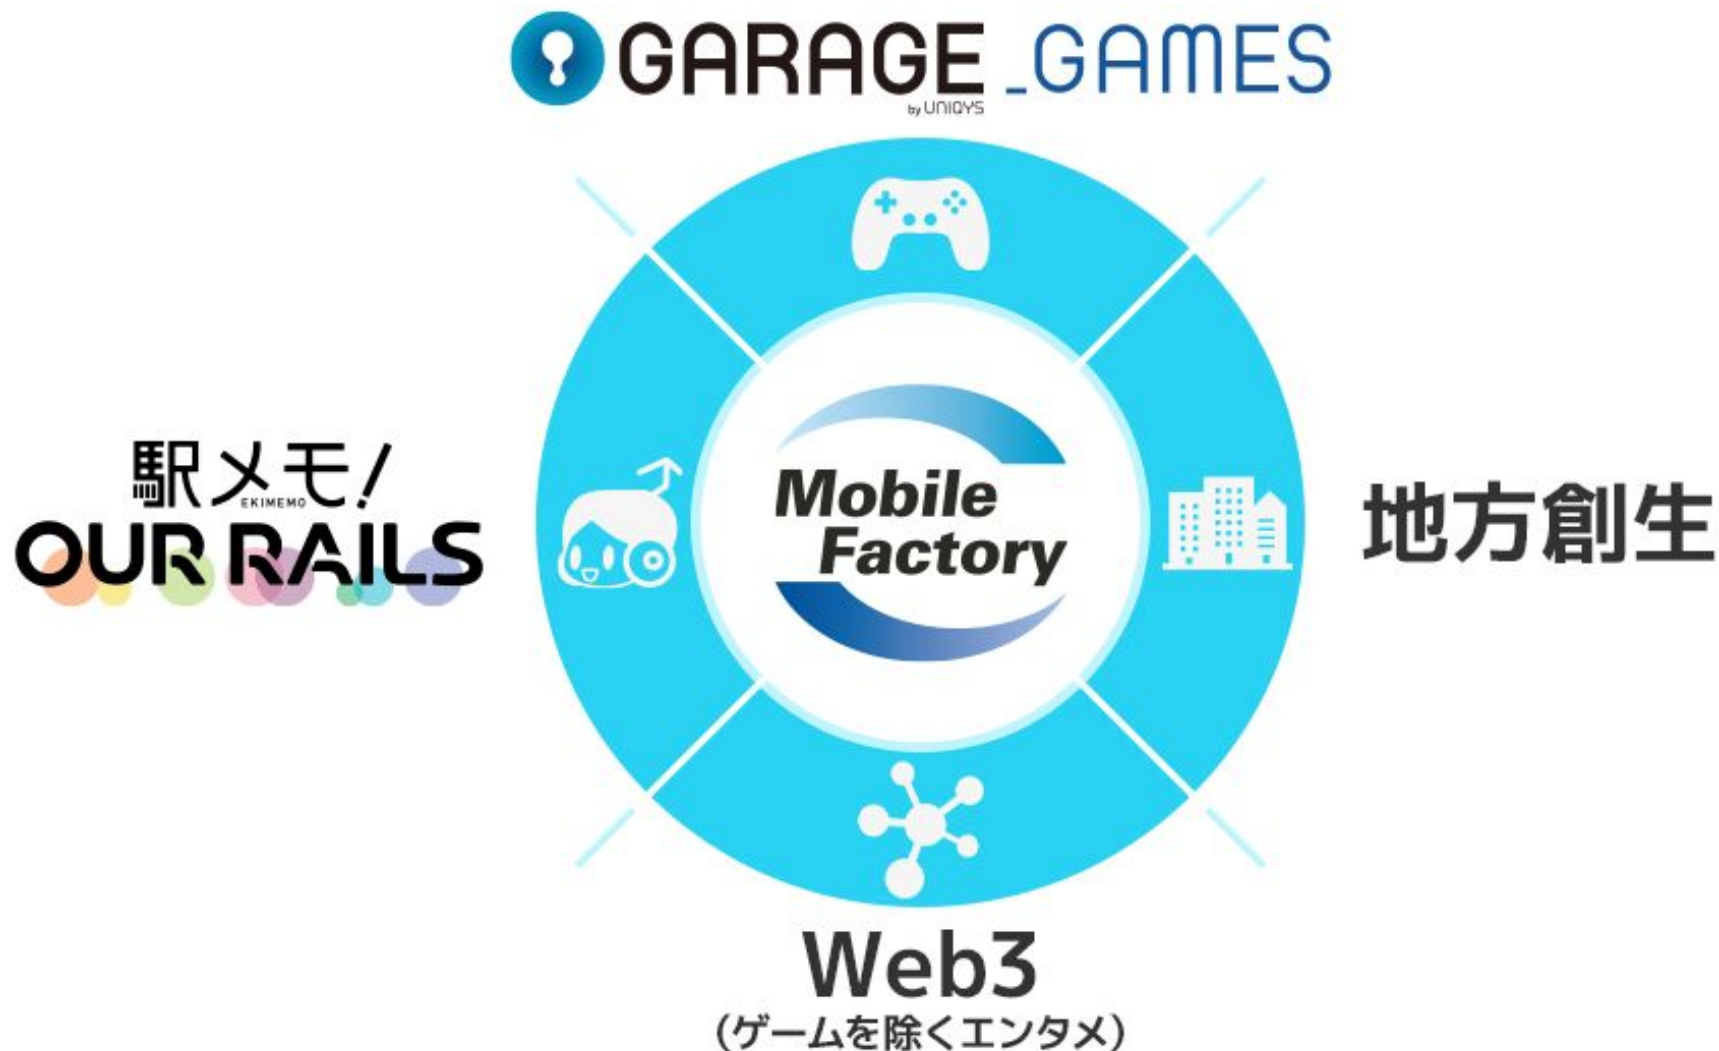 GARAGE _GAMES
by UNIQYS
駅メモ!
EKIMEMO
OUR RAILS
Mobile
Factory
地方創生
Web3
(ゲームを除くエンタメ)